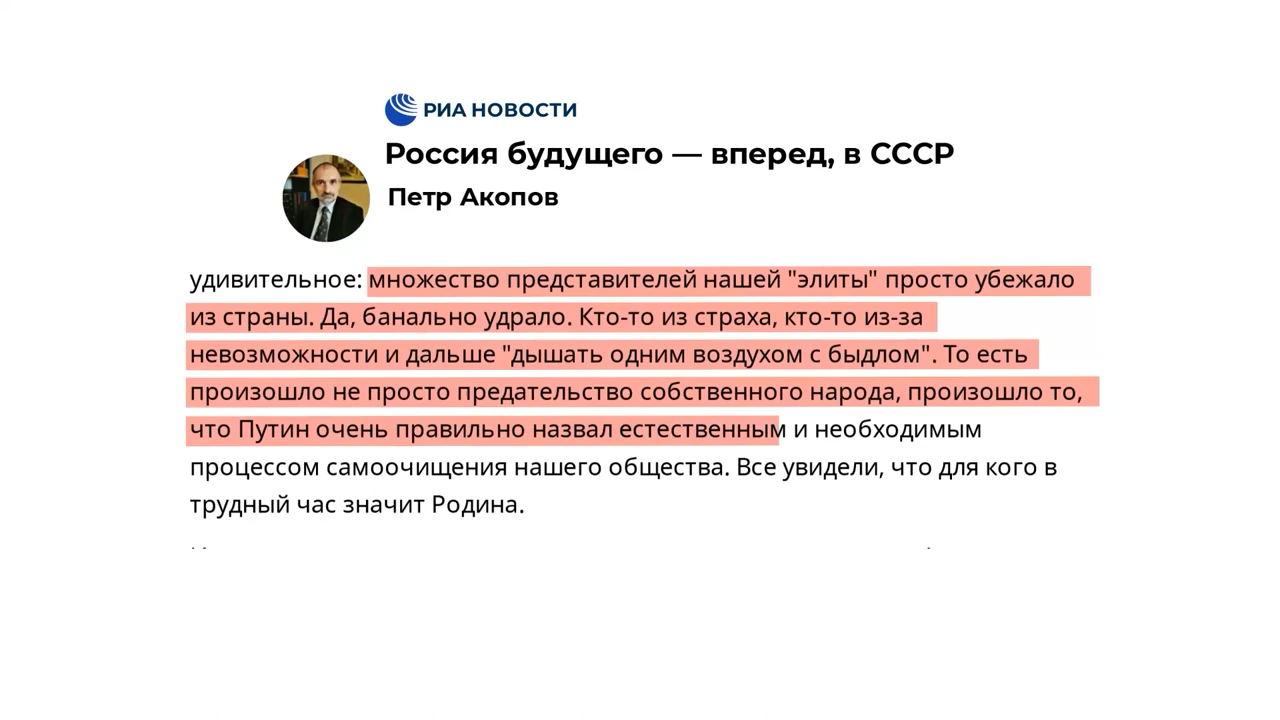 РИА НОВОСТИ
Россия будущего — вперед, в СССР
Петр Акопов
удивительное: множество представителей нашей "элиты" просто убежало
из страны. Да, банально удрало. Кто-то из страха, кто-то из-за
невозможности и дальше "дышать одним воздухом с быдлом". То есть
произошло не просто предательство собственного народа, произошло то,
что Путин очень правильно назвал естественным и необходимым
процессом самоочищения нашего общества. Все увидели, что для кого в
трудный час значит Родина.